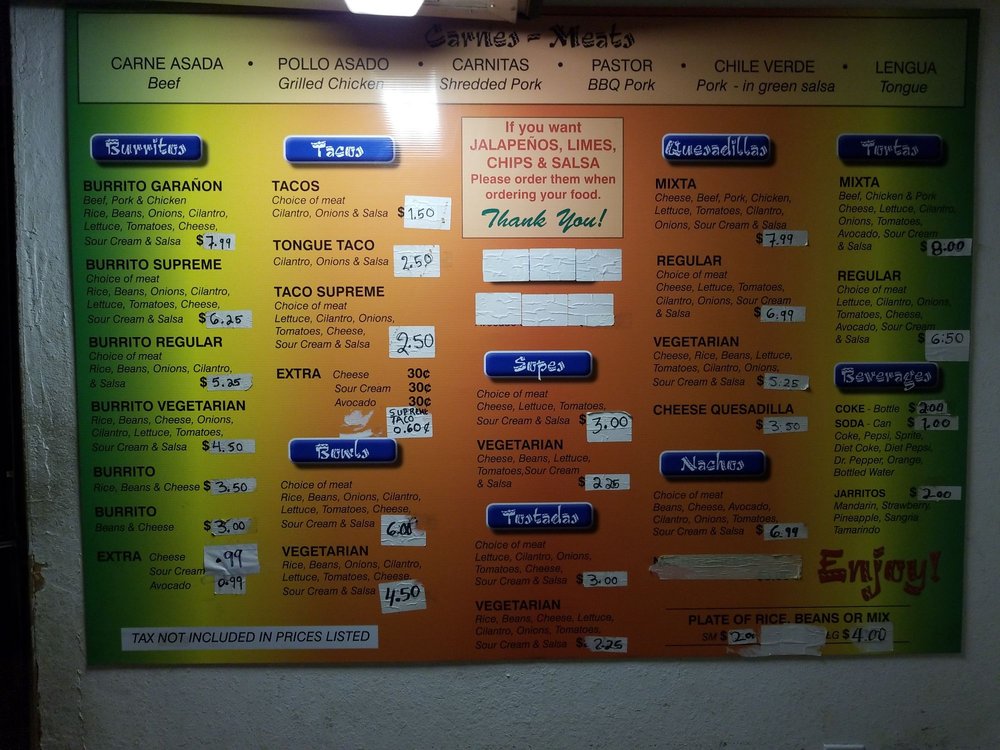 Carnes = Meats
CARNE ASADA • POLLO ASADO • CARNITAS • PASTOR • CHILE VERDE • LENGUA
Beef Grilled Chicken Shredded Pork BBQ Pork Pork - in green salsa Tongue
Burritos
BURRITO GARAÑON
Beef, Pork & Chicken
Rice, Beans, Onions, Cilantro,
Lettuce, Tomatoes, Cheese,
Sour Cream & Salsa $7.99
BURRITO SUPREME
Choice of meat
Rice, Beans, Onions, Cilantro,
Lettuce, Tomatoes, Cheese,
Sour Cream & Salsa $6.25
BURRITO REGULAR
Choice of meat
Rice, Beans, Onions, Cilantro,
& Salsa $5.25
BURRITO VEGETARIAN
Rice, Beans, Cheese, Onions,
Cilantro, Lettuce, Tomatoes,
Sour Cream & Salsa $4.50
BURRITO
Rice, Beans & Cheese $3.50
BURRITO
Beans & Cheese $3.00
EXTRA Cheese .99
Sour Cream
Avocado 0.99
TAX NOT INCLUDED IN PRICES LISTED
Tacos
TACOS
Choice of meat
Cilantro, Onions & Salsa $1.50
TONGUE TACO
Cilantro, Onions & Salsa 2.50
TACO SUPREME
Choice of meat
Lettuce, Cilantro, Onions,
Tomatoes, Cheese,
Sour Cream & Salsa 2.50
EXTRA Cheese 30¢
Sour Cream 30¢
Avocado 30¢
SUPREME
TACO
0.60¢
Bowls
Choice of meat
Rice, Beans, Onions, Cilantro,
Lettuce, Tomatoes, Cheese,
Sour Cream & Salsa 6.00
VEGETARIAN
Rice, Beans, Onions, Cilantro,
Lettuce, Tomatoes, Cheese,
Sour Cream & Salsa 4.50
If you want
JALAPEÑOS, LIMES,
CHIPS & SALSA
Please order them when
ordering your food.
Thank You!
Sopes
Choice of meat
Cheese, Lettuce, Tomatoes,
Sour Cream & Salsa $3.00
VEGETARIAN
Cheese, Beans, Lettuce,
Tomatoes,Sour Cream
& Salsa $2.25
Tostadas
Choice of meat
Lettuce, Cilantro, Onions,
Tomatoes, Cheese,
Sour Cream & Salsa $3.00
VEGETARIAN
Rice, Beans, Cheese, Lettuce,
Cilantro, Onions, Tomatoes,
Sour Cream & Salsa $2.25
Quesadillas
MIXTA
Cheese, Beef, Pork, Chicken,
Lettuce, Tomatoes, Cilantro,
Onions, Sour Cream & Salsa
$7.99
REGULAR
Cheese, Lettuce, Tomatoes,
Cilantro, Onions, Sour Cream
& Salsa $6.99
VEGETARIAN
Cheese, Rice, Beans, Lettuce,
Tomatoes, Cilantro, Onions,
Sour Cream & Salsa $5.25
CHEESE QUESADILLA
$3.50
Nachos
Choice of meat
Beans, Cheese, Avocado,
Cilantro, Onions, Tomatoes,
Sour Cream & Salsa $6.99
Tortas
MIXTA
Beef, Chicken & Pork
Cheese, Lettuce, Cilantro,
Onions, Tomatoes,
Avocado, Sour Cream
& Salsa $8.00
REGULAR
Choice of meat
Lettuce, Cilantro, Onions,
Tomatoes, Cheese,
Avocado, Sour Cream
& Salsa $6.50
Beverages
COKE - Bottle $2.00
SODA - Can $1.00
Coke, Pepsi, Sprite,
Diet Coke, Diet Pepsi,
Dr. Pepper, Orange,
Bottled Water
JARRITOS $2.00
Mandarin, Strawberry,
Pineapple, Sangria
Tamarindo
Enjoy!
PLATE OF RICE, BEANS OR MIX
SM $2.00 LG $4.00